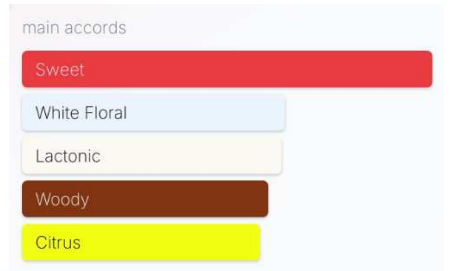 main accords
Sweet
White Floral
Lactonic
Woody
Citrus